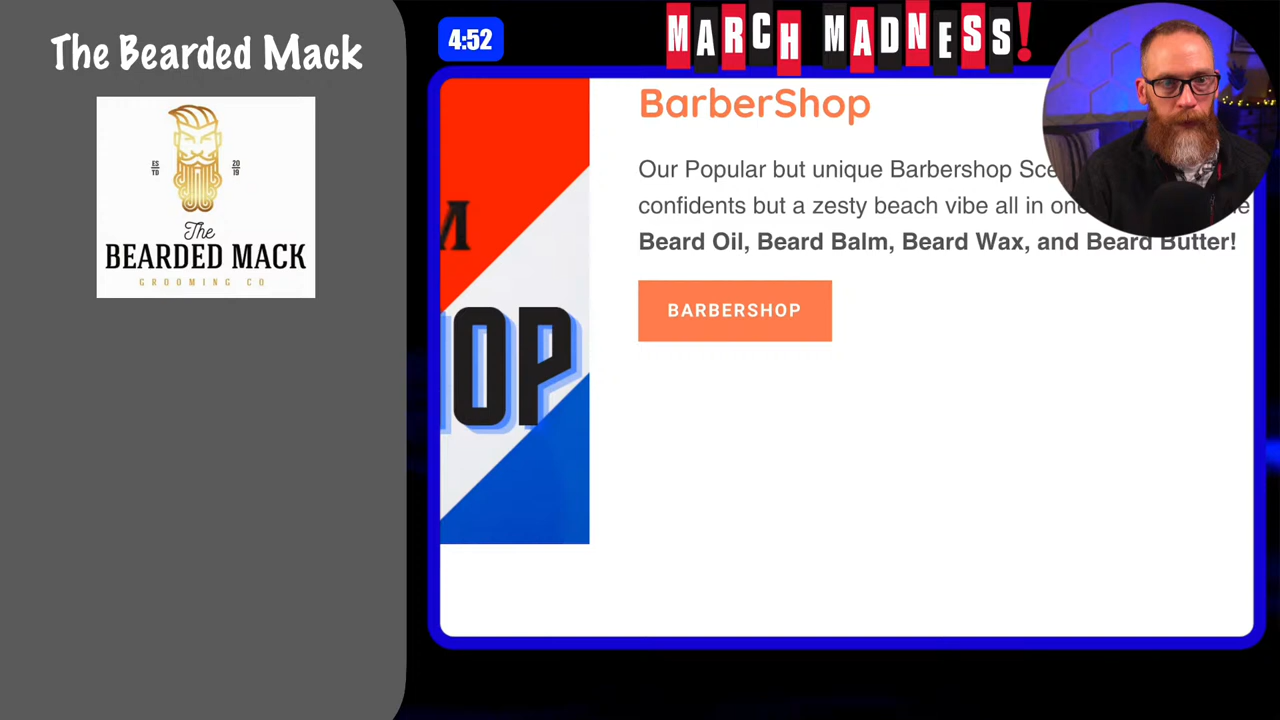 The Bearded Mack
ES
TD
20
19
The
BEARDED MACK
GROOMING CO
4:52
MARCH MADNESS!
M
OP
BarberShop
Our Popular but unique Barbershop
confidents but a zesty beach vibe all in
Beard Oil, Beard Balm, Beard Wax, and Beard Butter!
BARBERSHOP